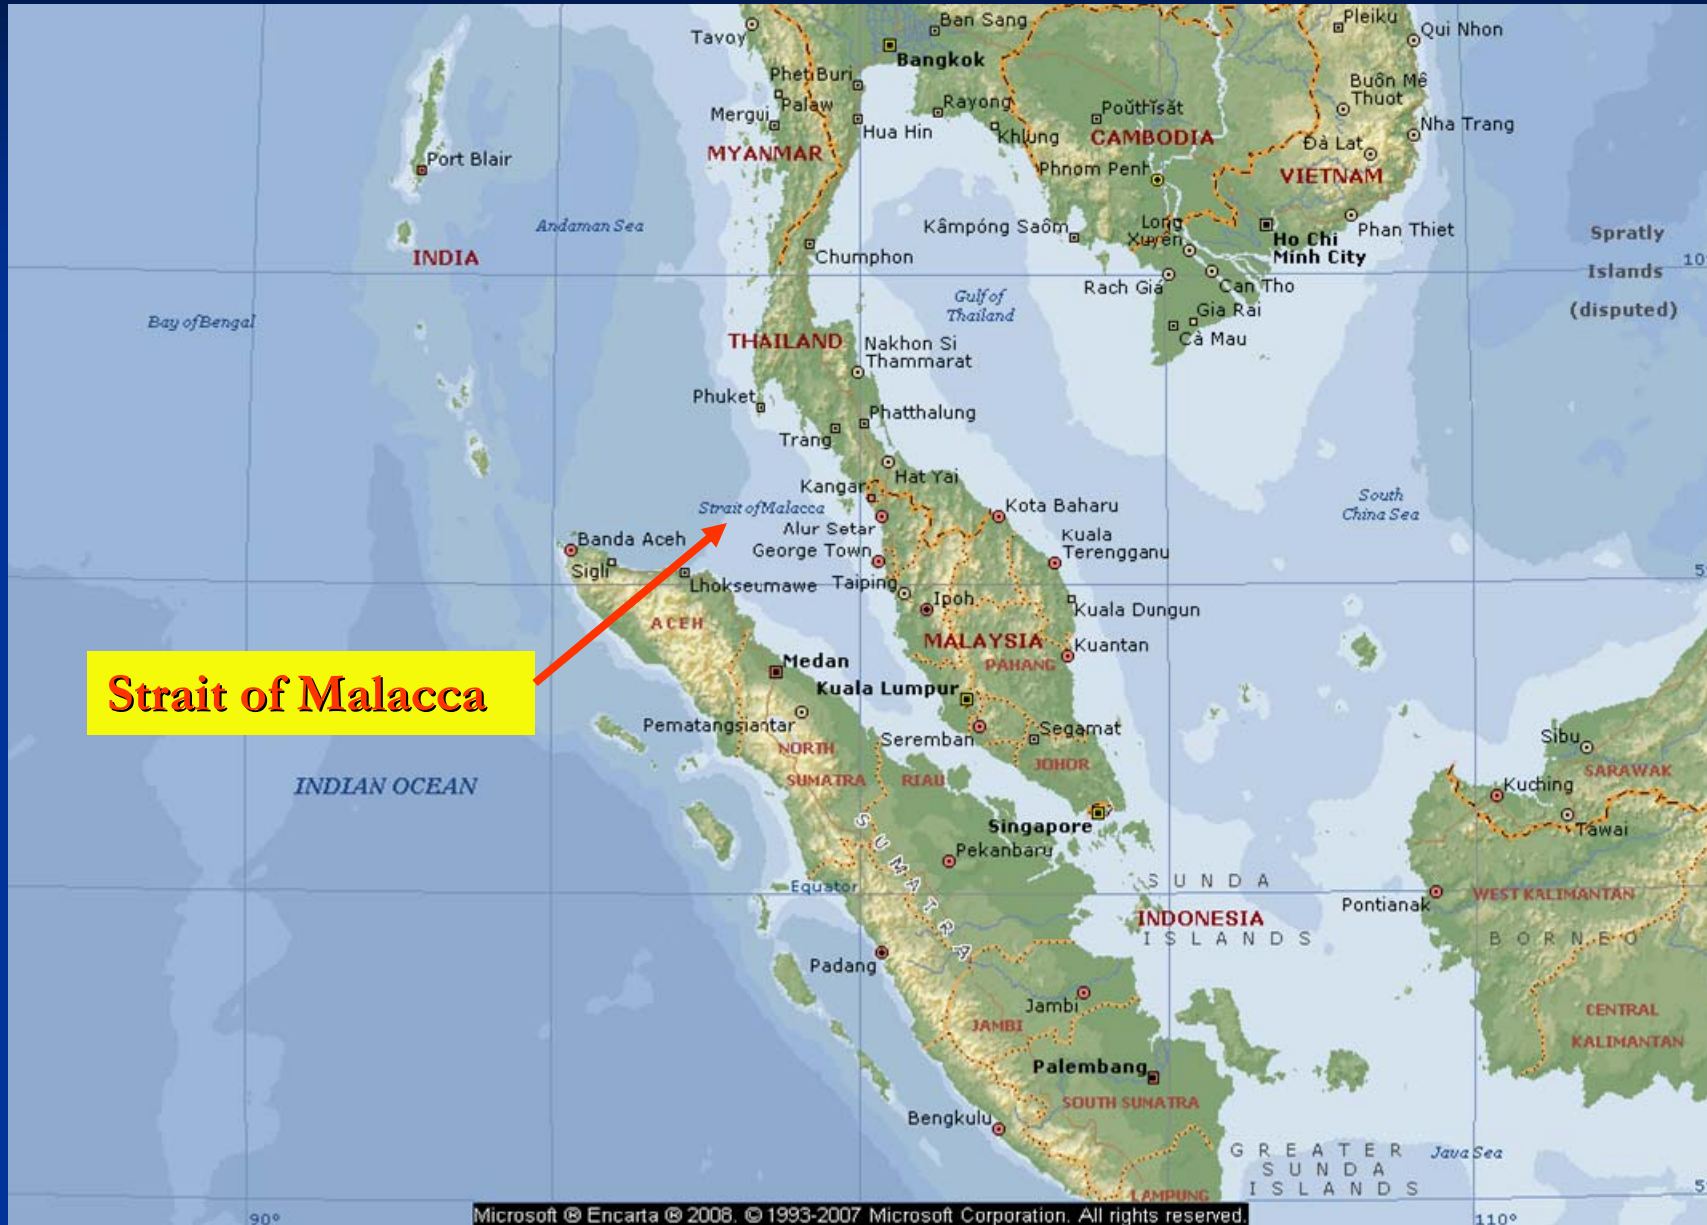 Tavoy
Ban Sang
Pleiku
Qui Nhon
Bangkok
Phet Buri
Buôn Mê
Thuot
Palaw
Mergui
Rayong
Poŭthĭsăt
Hua Hin
Khlung
Nha Trang
CAMBODIA
Đà Lat
MYANMAR
Port Blair
Phnom Penh
VIETNAM
Andaman Sea
Kâmpóng Saôm
Long
Xuyên
Phan Thiet
Ho Chi
Minh City
Spratly
Islands
(disputed)
INDIA
Chumphon
10°
Rach Giá
Can Tho
Gulf of
Thailand
Gia Rai
Bay of Bengal
Cà Mau
THAILAND
Nakhon Si
Thammarat
Phuket
Phatthalung
Trang
Hat Yai
Kangar
Strait of Malacca
Kota Baharu
South
China Sea
Alur Setar
Banda Aceh
George Town
Kuala
Terengganu
Sigli
Lhokseumawe
Taiping
5°
Ipoh
Kuala Dungun
ACEH
MALAYSIA
Kuantan
PAHANG
Medan
Strait of Malacca
Kuala Lumpur
Pematangsiantar
Seremban
Segamat
Sibu
NORTH
SUMATRA
RIAU
JOHOR
SARAWAK
INDIAN OCEAN
Kuching
Singapore
Tawai
SUMATRA
Pekanbaru
Equator
SUNDA
ISLANDS
WEST KALIMANTAN
Pontianak
INDONESIA
BORNEO
Padang
Jambi
JAMBI
CENTRAL
KALIMANTAN
Palembang
SOUTH SUMATRA
Bengkulu
GREATER
SUNDA
ISLANDS
Java Sea
LAMPUNG
5
90°
Microsoft ® Encarta ® 2008. © 1993-2007 Microsoft Corporation. All rights reserved.
110°